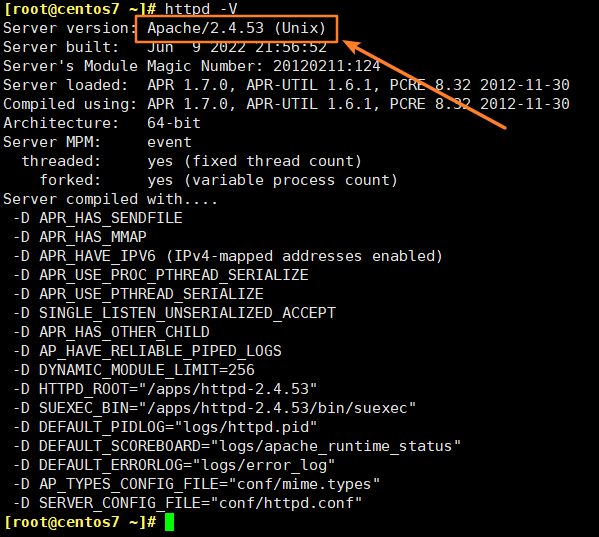 [root@centos7 ~]# httpd -V
Server version: Apache/2.4.53 (Unix)
Server built:   Jun  9 2022 21:56:52
Server's Module Magic Number: 20120211:124
Server loaded:  APR 1.7.0, APR-UTIL 1.6.1, PCRE 8.32 2012-11-30
Compiled using: APR 1.7.0, APR-UTIL 1.6.1, PCRE 8.32 2012-11-30
Architecture:   64-bit
Server MPM:     event
  threaded:     yes (fixed thread count)
    forked:     yes (variable process count)
Server compiled with....
 -D APR_HAS_SENDFILE
 -D APR_HAS_MMAP
 -D APR_HAVE_IPV6 (IPv4-mapped addresses enabled)
 -D APR_USE_PROC_PTHREAD_SERIALIZE
 -D APR_USE_PTHREAD_SERIALIZE
 -D SINGLE_LISTEN_UNSERIALIZED_ACCEPT
 -D APR_HAS_OTHER_CHILD
 -D AP_HAVE_RELIABLE_PIPED_LOGS
 -D DYNAMIC_MODULE_LIMIT=256
 -D HTTPD_ROOT="/apps/httpd-2.4.53"
 -D SUEXEC_BIN="/apps/httpd-2.4.53/bin/suexec"
 -D DEFAULT_PIDLOG="logs/httpd.pid"
 -D DEFAULT_SCOREBOARD="logs/apache_runtime_status"
 -D DEFAULT_ERRORLOG="logs/error_log"
 -D AP_TYPES_CONFIG_FILE="conf/mime.types"
 -D SERVER_CONFIG_FILE="conf/httpd.conf"
[root@centos7 ~]#